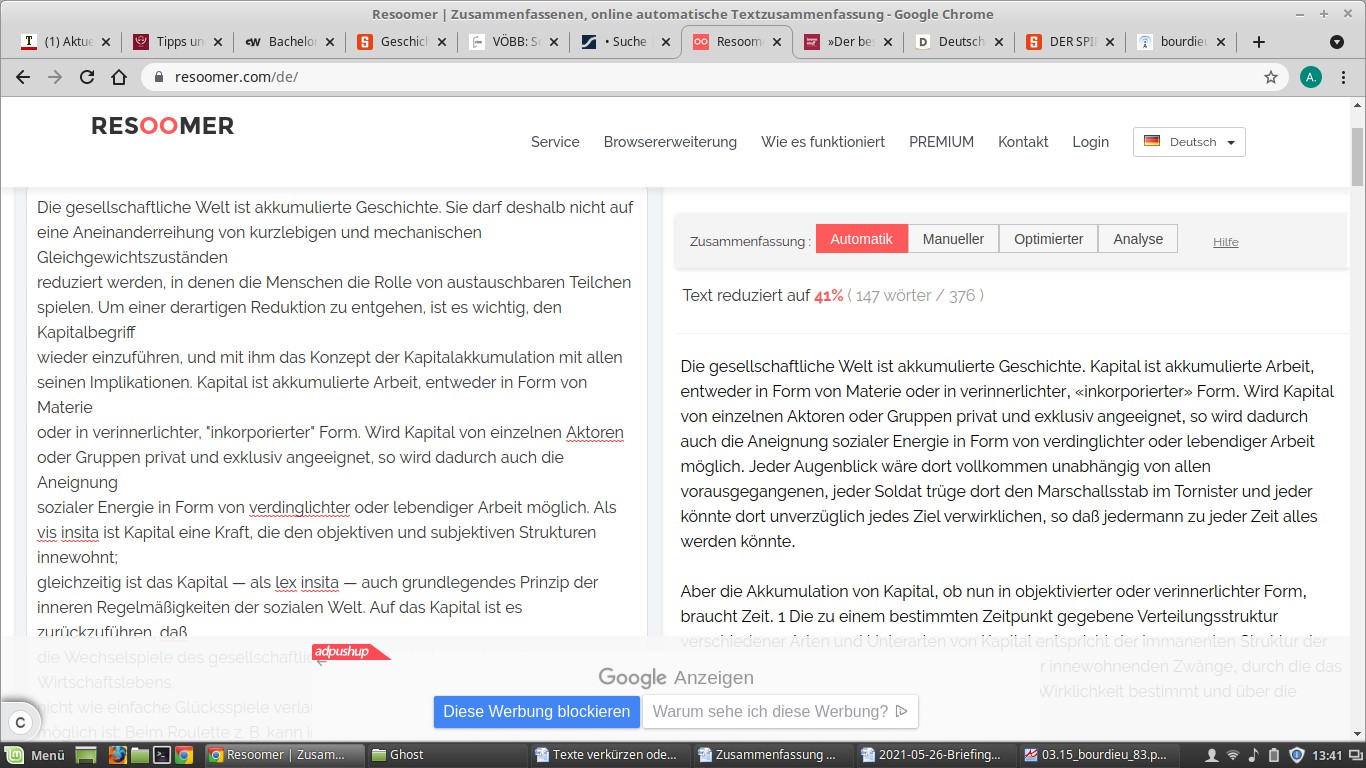 Resoomer | Zusammenfassenen, online automatische Textzusammenfassung - Google Chrome
(1) Aktue
Tipps un
Bachelor
Geschich
VÖBB: S
• Suche
Resoom
»Der bes
Deutsch
DER SPI
bourdieu
resoomer.com/de/
A.
RESOOMER
Service Browsererweiterung Wie es funktioniert PREMIUM Kontakt Login Deutsch
Die gesellschaftliche Welt ist akkumulierte Geschichte. Sie darf deshalb nicht auf
eine Aneinanderreihung von kurzlebigen und mechanischen
Gleichgewichtszuständen
reduziert werden, in denen die Menschen die Rolle von austauschbaren Teilchen
spielen. Um einer derartigen Reduktion zu entgehen, ist es wichtig, den
Kapitalbegriff
wieder einzuführen, und mit ihm das Konzept der Kapitalakkumulation mit allen
seinen Implikationen. Kapital ist akkumulierte Arbeit, entweder in Form von
Materie
oder in verinnerlichter, "inkorporierter" Form. Wird Kapital von einzelnen Aktoren
oder Gruppen privat und exklusiv angeeignet, so wird dadurch auch die
Aneignung
sozialer Energie in Form von verdinglichter oder lebendiger Arbeit möglich. Als
vis insita ist Kapital eine Kraft, die den objektiven und subjektiven Strukturen
innewohnt;
gleichzeitig ist das Kapital — als lex insita — auch grundlegendes Prinzip der
inneren Regelmäßigkeiten der sozialen Welt. Auf das Kapital ist es
zurückzuführen, daß
die Wechselspiele des gesellschaftli
Wirtschaftslebens,
nicht wie einfache Glücksspiele verla
möglich ist: Beim Roulette z. B. kann i
Zusammenfassung : Automatik Manueller Optimierter Analyse Hilfe
Text reduziert auf 41% ( 147 wörter / 376 )
Die gesellschaftliche Welt ist akkumulierte Geschichte. Kapital ist akkumulierte Arbeit,
entweder in Form von Materie oder in verinnerlichter, «inkorporierter» Form. Wird Kapital
von einzelnen Aktoren oder Gruppen privat und exklusiv angeeignet, so wird dadurch
auch die Aneignung sozialer Energie in Form von verdinglichter oder lebendiger Arbeit
möglich. Jeder Augenblick wäre dort vollkommen unabhängig von allen
vorausgegangenen, jeder Soldat trüge dort den Marschallsstab im Tornister und jeder
könnte dort unverzüglich jedes Ziel verwirklichen, so daß jedermann zu jeder Zeit alles
werden könnte.
Aber die Akkumulation von Kapital, ob nun in objektivierter oder verinnerlichter Form,
braucht Zeit. 1 Die zu einem bestimmten Zeitpunkt gegebene Verteilungsstruktur
verschiedener Arten und Unterarten von Kapital entspricht der immanenten Struktur der
innewohnenden Zwänge, durch die das
Wirklichkeit bestimmt und über die
adpushup
Google Anzeigen
Diese Werbung blockieren Warum sehe ich diese Werbung?
C
Menü
Resoomer | Zusam...
Ghost
Texte verkürzen ode...
Zusammenfassung ...
2021-05-26-Briefing...
03.15_bourdieu_83.p...
13:41